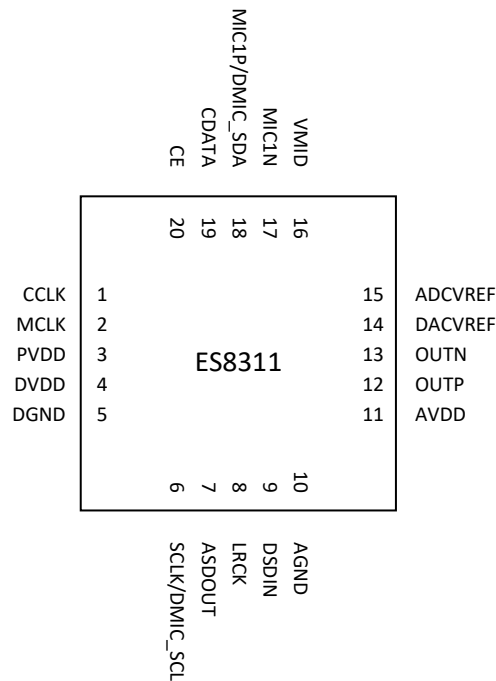 CE
CDATA
MIC1P/DMIC_SDA
MIC1N
VMID
20
19
18
17
16
CCLK 1
MCLK 2
PVDD 3
DVDD 4
DGND 5
ES8311
15 ADCVREF
14 DACVREF
13 OUTN
12 OUTP
11 AVDD
6
7
8
9
10
SCLK/DMIC_SCL
ASDOUT
LRCK
DSDIN
AGND